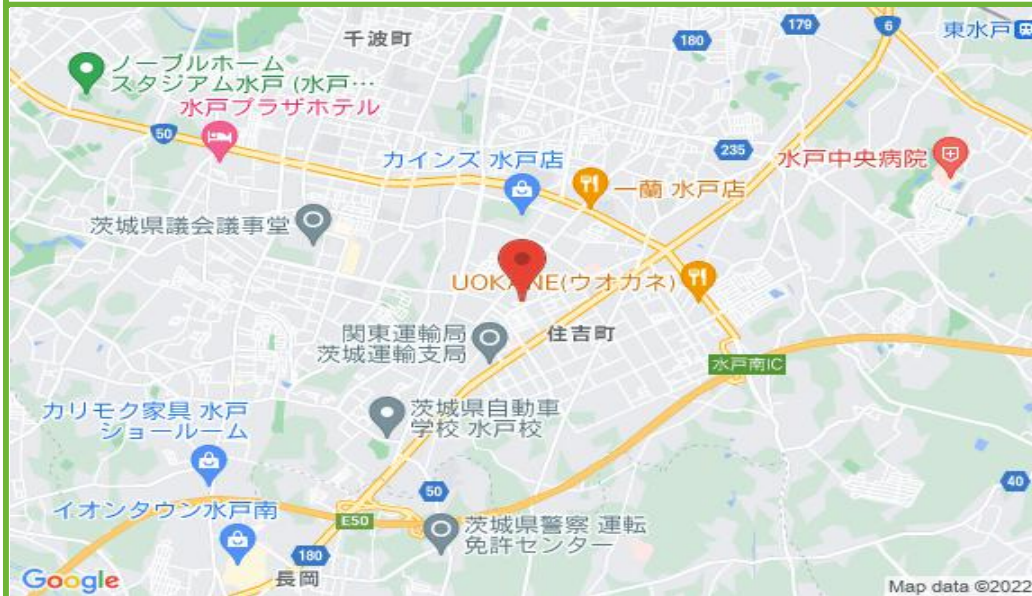 千波町
180
179
6
東水戸
ノーブルホーム
スタジアム水戸 (水戸…
水戸プラザホテル
50
235
カインズ 水戸店
水戸中央病院
一蘭 水戸店
茨城県議会議事堂
UOKANE(ウオカネ)
関東運輸局
茨城運輸支局
住吉町
水戸南IC
茨城県自動車
学校 水戸校
カリモク家具 水戸
ショールーム
50
40
イオンタウン水戸南
E50
茨城県警察 運転
免許センター
180
長岡
Google
Map data ©2022